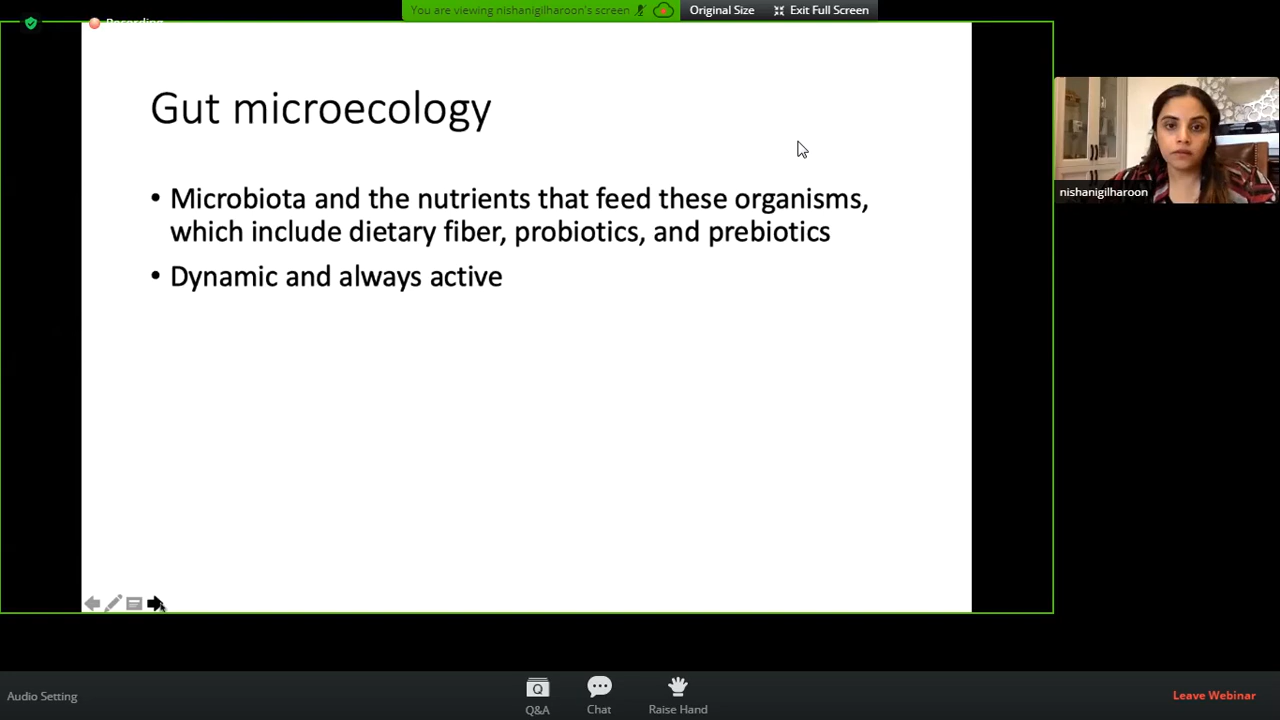 You are viewing nishanigilharoon's screen
Original Size
Exit Full Screen
Recording
Gut microecology
• Microbiota and the nutrients that feed these organisms,
which include dietary fiber, probiotics, and prebiotics
• Dynamic and always active
nishanigilharoon
Audio Setting
Q&A
Chat
Raise Hand
Leave Webinar